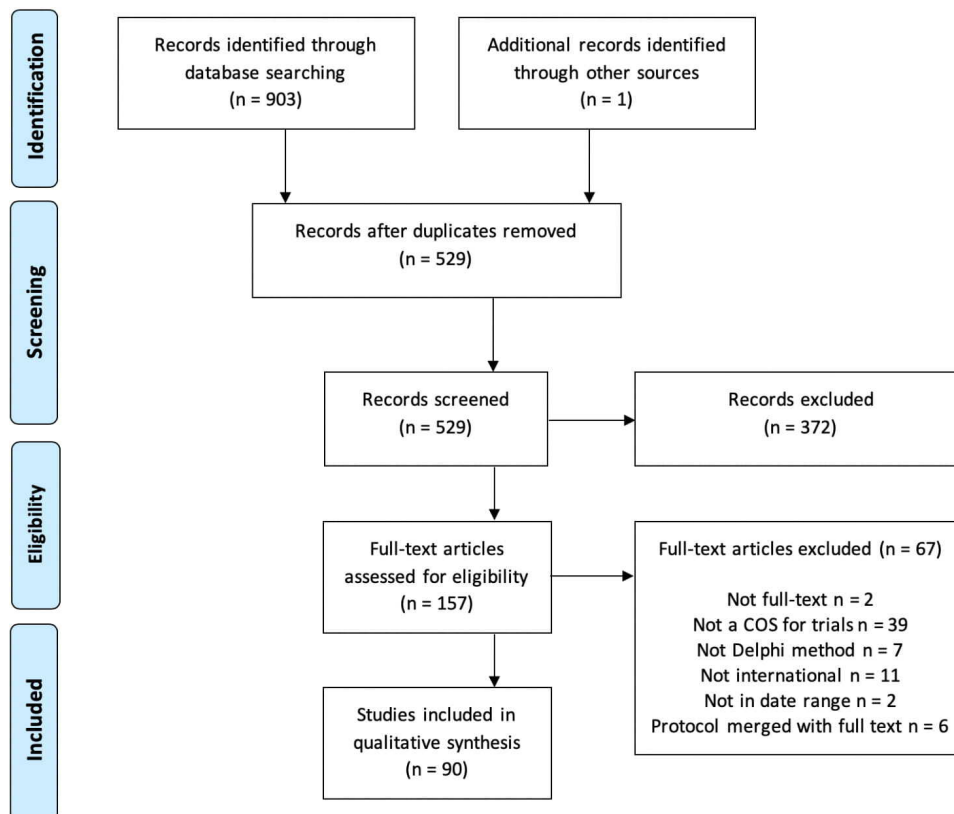 Identification
Records identified through
database searching
(n = 903)
Additional records identified
through other sources
(n = 1)
Screening
Records after duplicates removed
(n = 529)
Records screened
(n = 529)
Records excluded
(n = 372)
Eligibility
Full-text articles
assessed for eligibility
(n = 157)
Full-text articles excluded (n = 67)
Not full-text n = 2
Not a COS for trials n = 39
Not Delphi method n = 7
Not international n = 11
Not in date range n = 2
Protocol merged with full text n = 6
Included
Studies included in
qualitative synthesis
(n = 90)